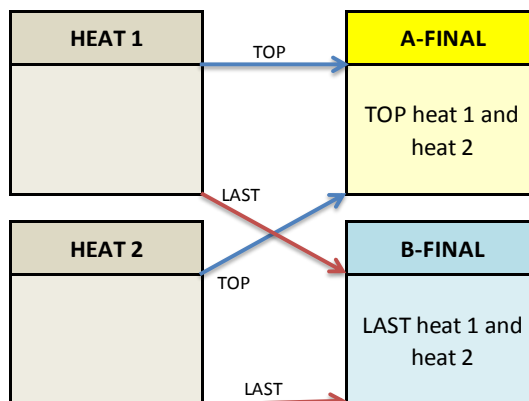 HEAT 1
TOP
A-FINAL
TOP heat 1 and
heat 2
LAST
HEAT 2
TOP
B-FINAL
LAST heat 1 and
heat 2
LAST